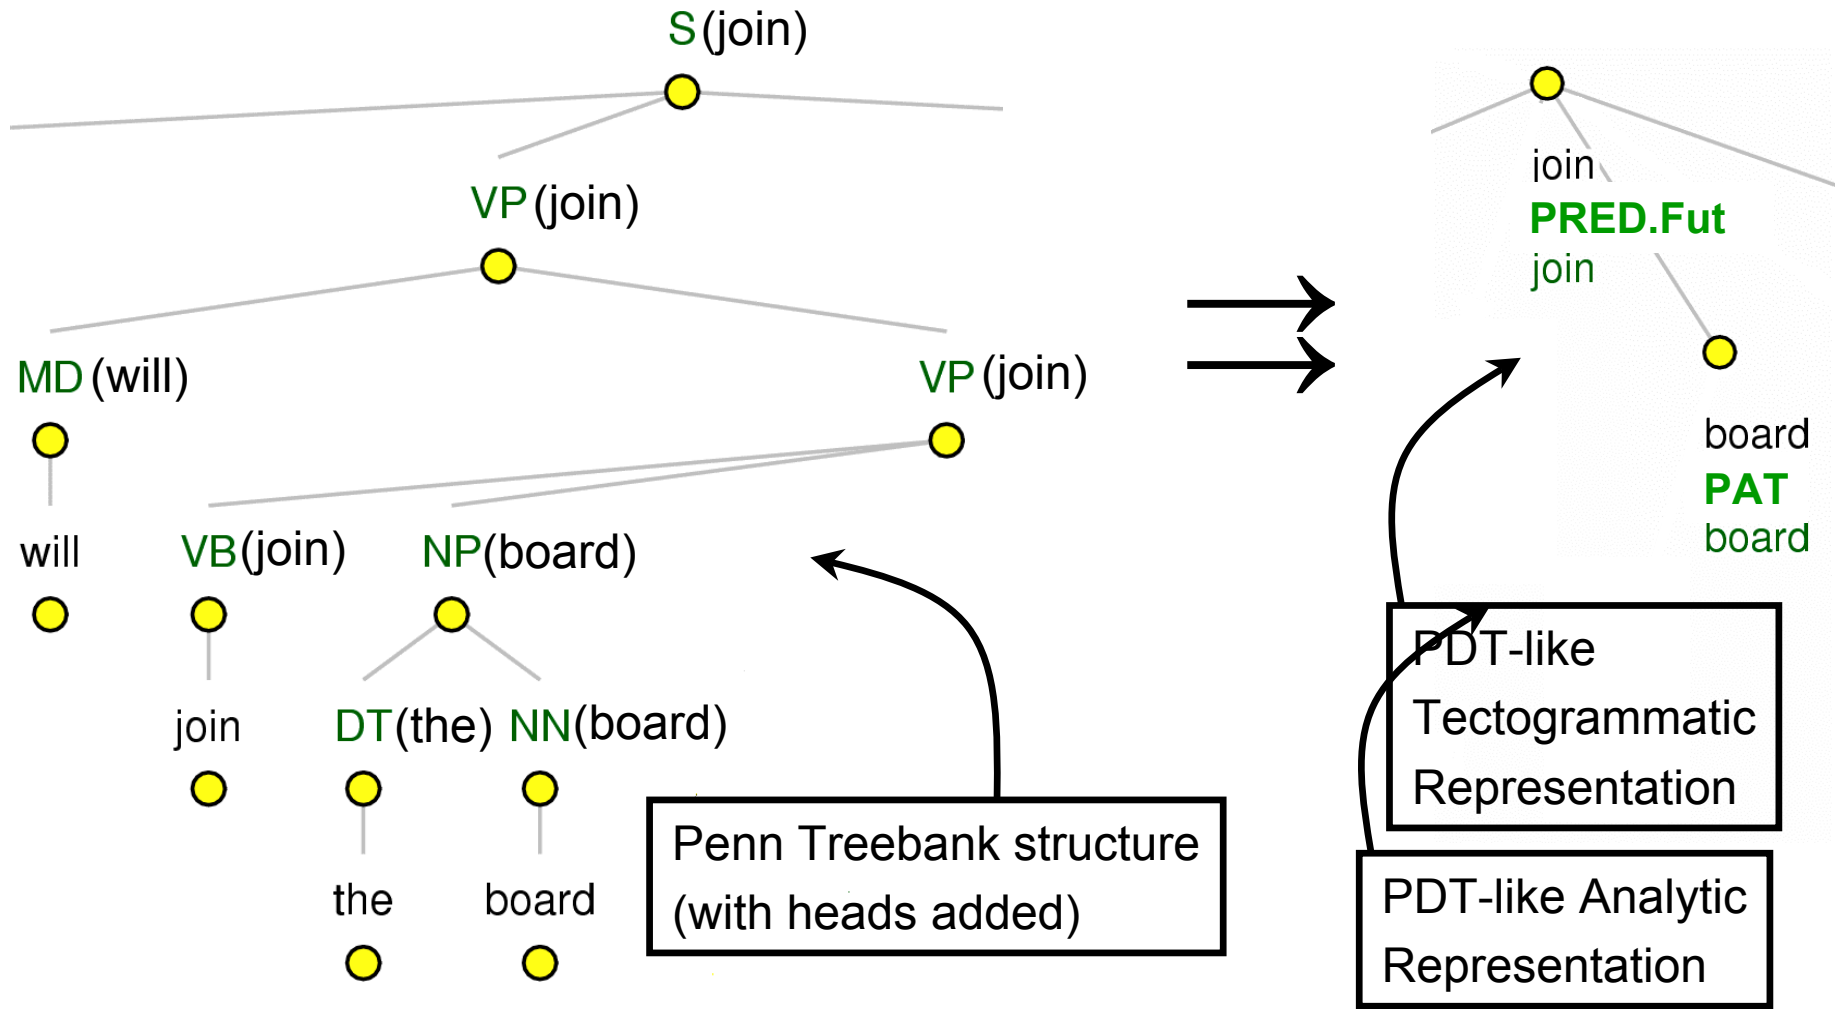 S(join)
VP(join)
MD(will)
VP(join)
will
VB(join)
NP(board)
join
DT(the)
NN(board)
the
board
Penn Treebank structure
(with heads added)
join
PRED.Fut
join
board
PAT
board
PDT-like
Tectogrammatic
Representation
PDT-like Analytic
Representation